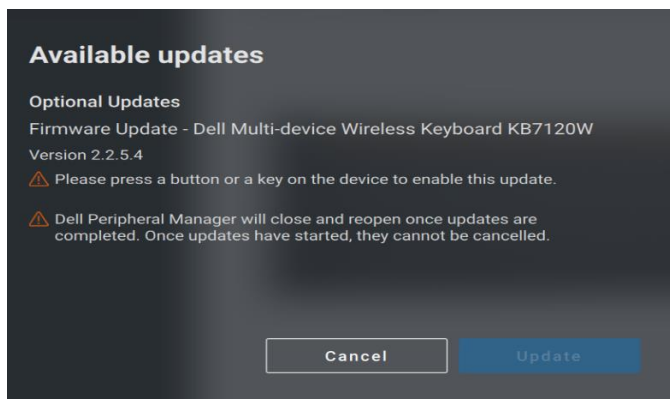 Available updates
Optional Updates
Firmware Update - Dell Multi-device Wireless Keyboard KB7120W
Version 2.2.5.4
Please press a button or a key on the device to enable this update.
Dell Peripheral Manager will close and reopen once updates are
completed. Once updates have started, they cannot be cancelled.
Cancel
Update